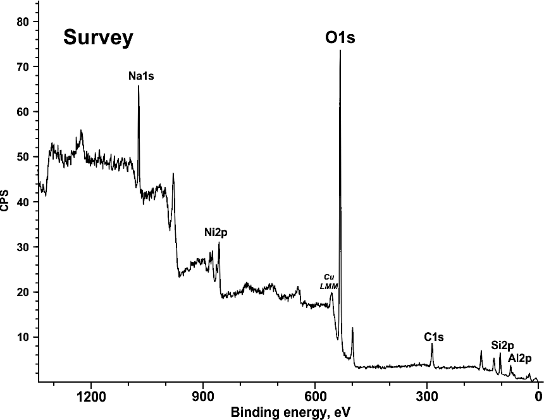 80
Survey
O1s
70
Na1s
60
50
CPS
40
Ni2p
30
Cu
LMM
20
C1s
Si2p
10
Al2p
1200
900
600
300
0
Binding energy, eV